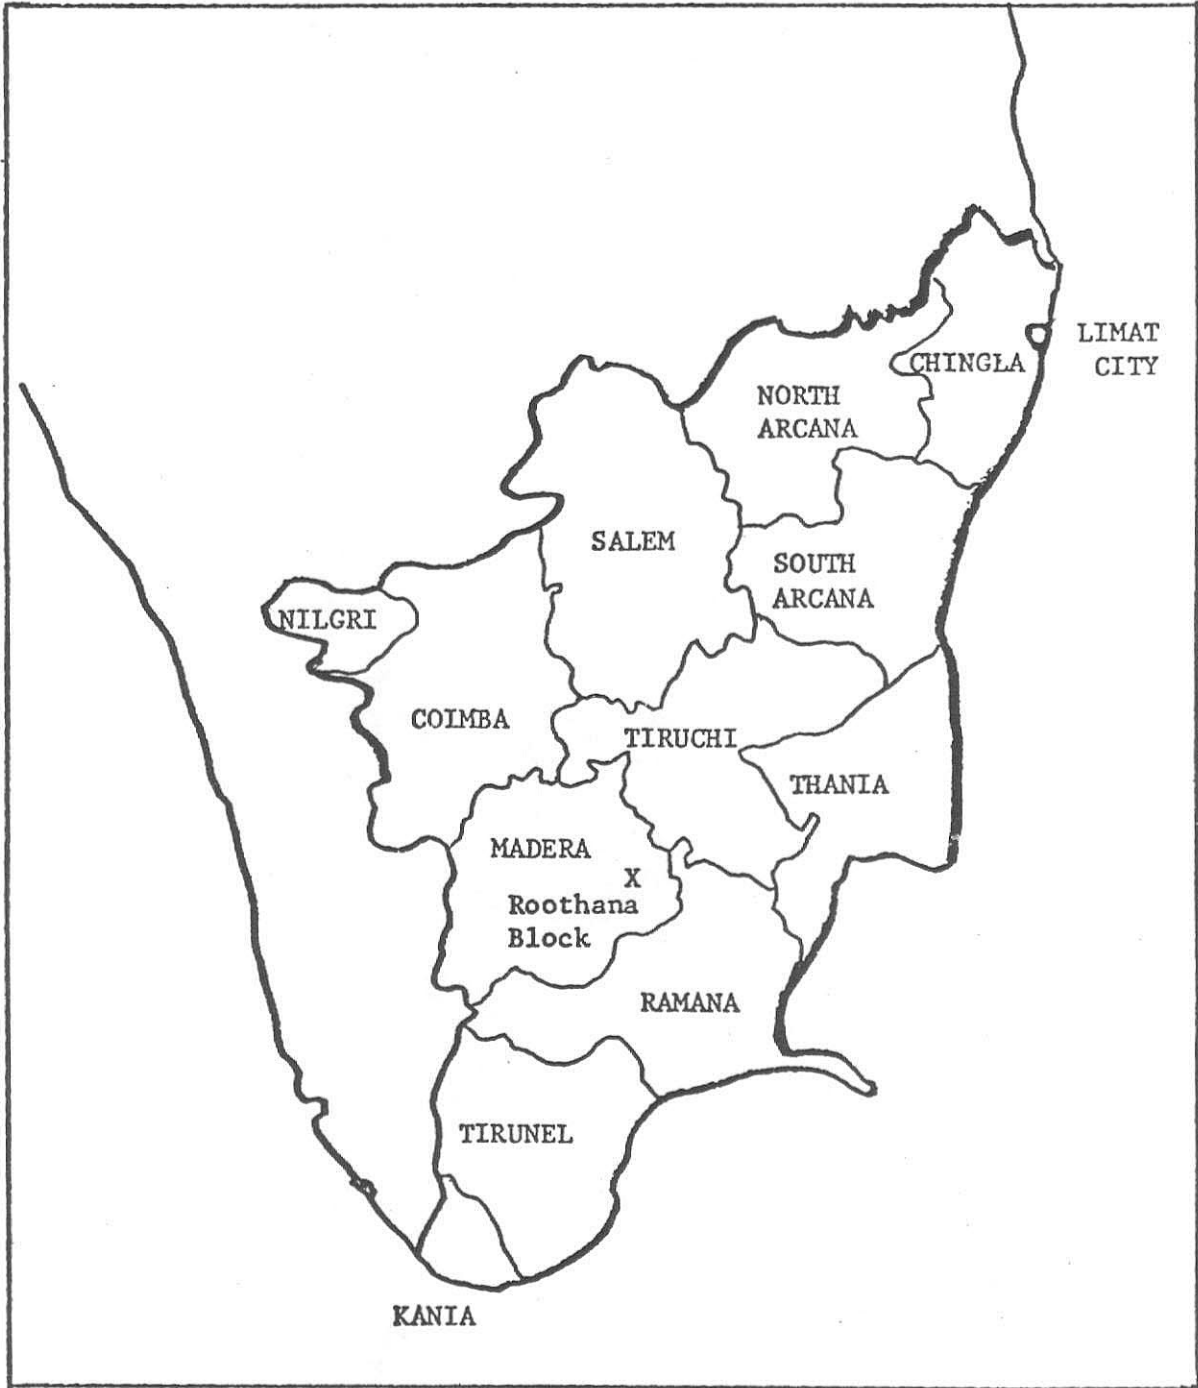 LIMAT
CITY
CHINGLA
NORTH
ARCANA
SALEM
SOUTH
ARCANA
NILGRI
COIMBA
TIRUCHI
THANIA
MADERA
X
Roothana
Block
RAMANA
TIRUNEL
KANIA